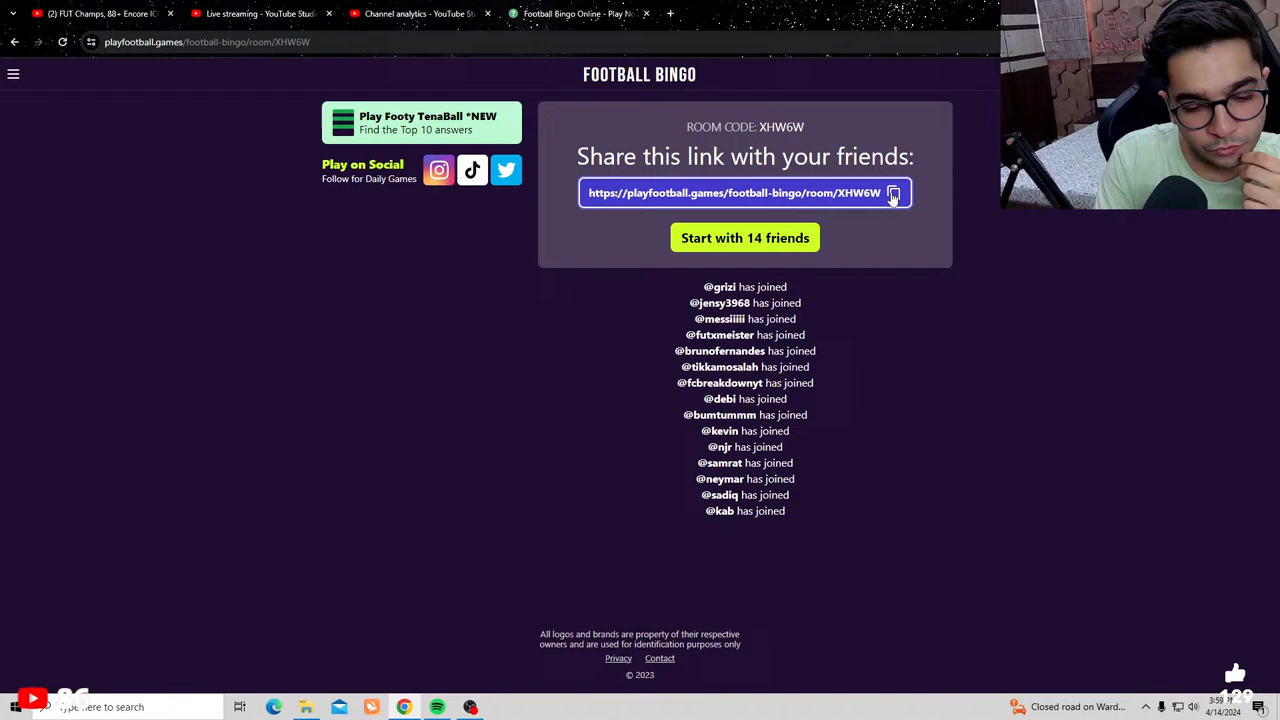 (2) FUT Champs, 88+ Encore IC
Live streaming - YouTube Studi
Channel analytics - YouTube St
Football Bingo Online - Play No
playfootball.games/football-bingo/room/XHW6W
FOOTBALL BINGO
Play Footy TenaBall *NEW
Find the Top 10 answers
Play on Social
Follow for Daily Games
ROOM CODE: XHW6W
Share this link with your friends:
https://playfootball.games/football-bingo/room/XHW6W
Start with 14 friends
@grizi has joined
@jensy3968 has joined
@messiiiii has joined
@futxmeister has joined
@brunofernandes has joined
@tikkamosalah has joined
@fcbreakdownyt has joined
@debi has joined
@bumtummm has joined
@kevin has joined
@njr has joined
@samrat has joined
@neymar has joined
@sadiq has joined
@kab has joined
All logos and brands are property of their respective
owners and are used for identification purposes only
Privacy Contact
© 2023
86
Type here to search
Closed road on Ward...
129
3:59
4/14/2024